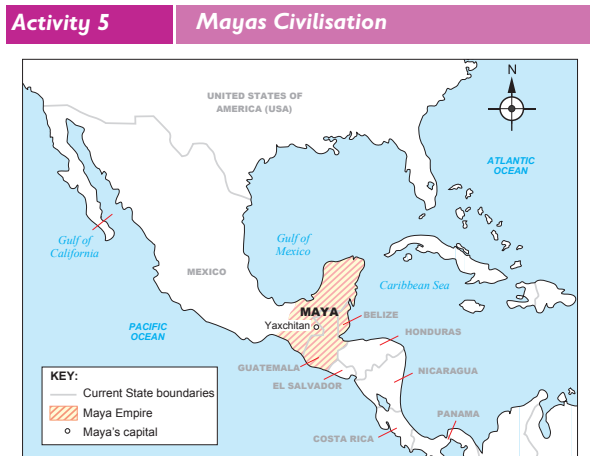 Activity 5
Mayas Civilisation
N
UNITED STATES OF
AMERICA (USA)
ATLANTIC
OCEAN
Gulf of
California
Gulf of
Mexico
MEXICO
Caribbean Sea
MAYA
BELIZE
Yaxchitan
PACIFIC
OCEAN
HONDURAS
GUATEMALA
NICARAGUA
EL SALVADOR
PANAMA
COSTA RICA
KEY:
Current State boundaries
Maya Empire
Maya's capital